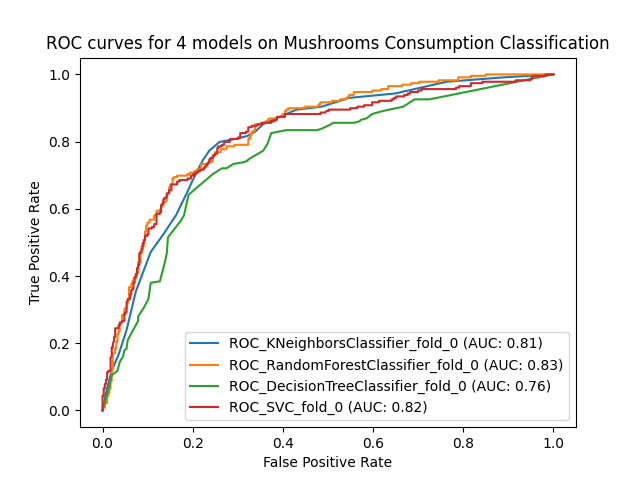 ROC curves for 4 models on Mushrooms Consumption Classification
True Positive Rate
1.0
0.8
0.6
0.4
0.2
0.0
ROC_KNeighborsClassifier_fold_0 (AUC: 0.81)
ROC_RandomForestClassifier_fold_0 (AUC: 0.83)
ROC_DecisionTreeClassifier_fold_0 (AUC: 0.76)
ROC_SVC_fold_0 (AUC: 0.82)
0.0 0.2 0.4 0.6 0.8 1.0
False Positive Rate